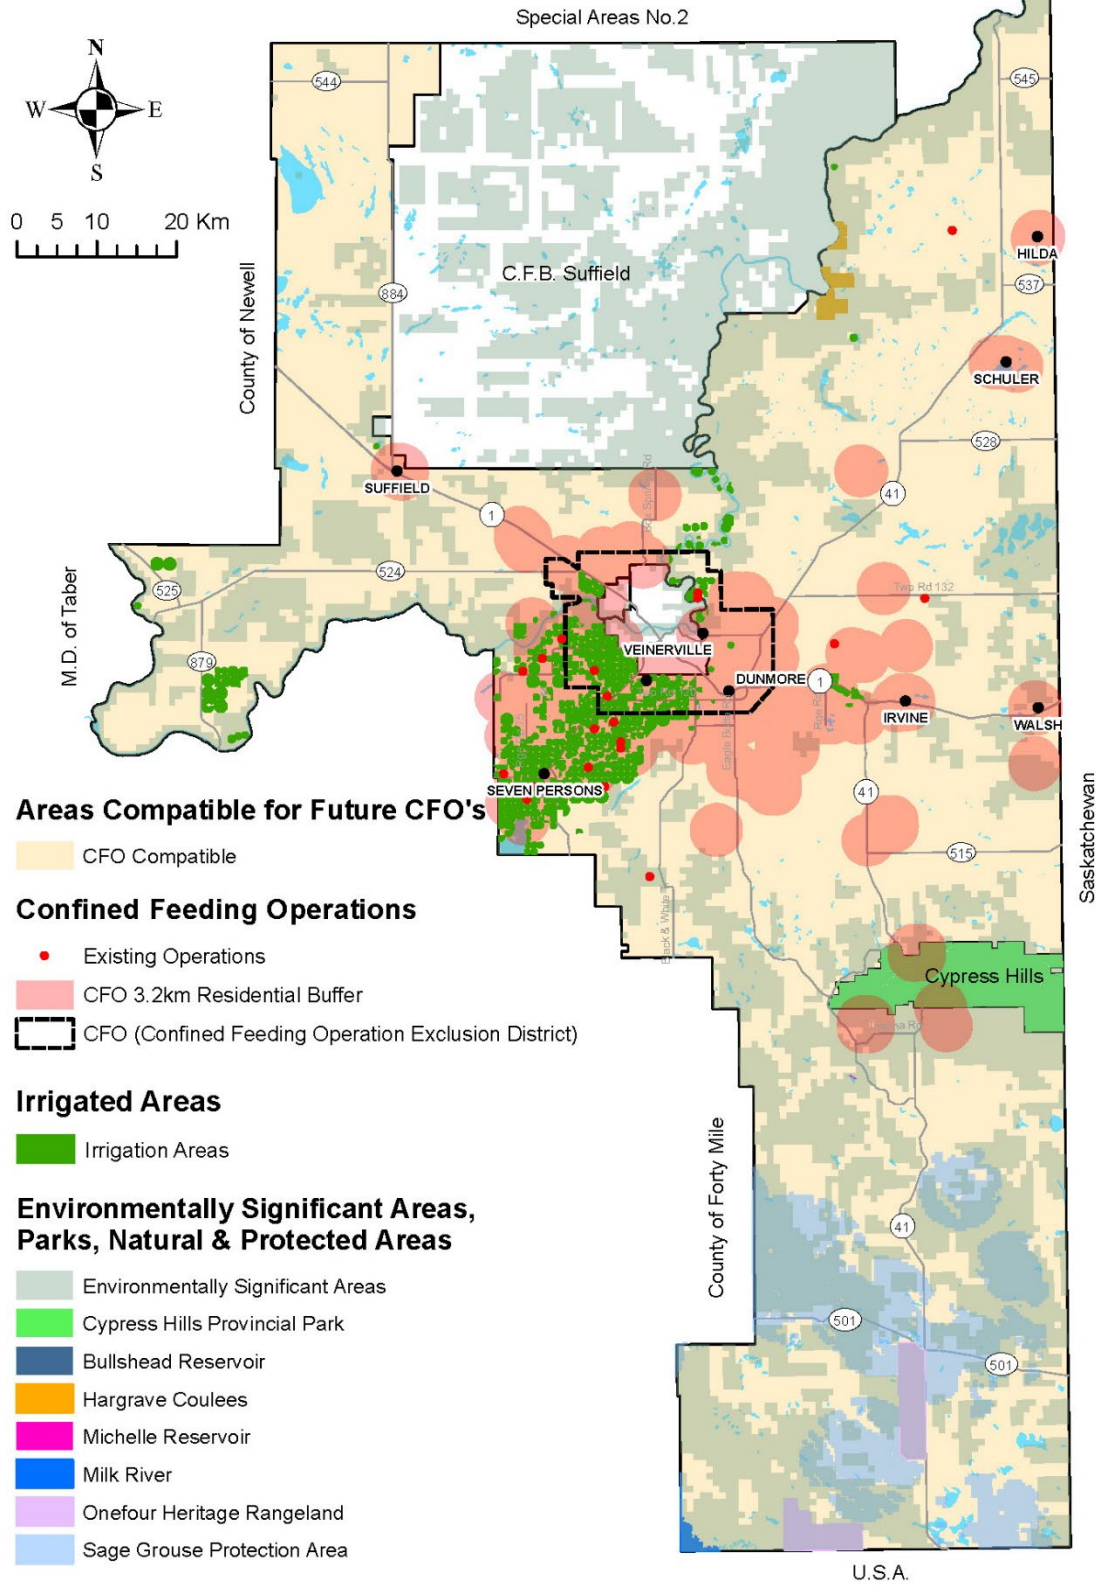 Special Areas No.2
N
W E
S
0 5 10 20 Km
544
545
C.F.B. Suffield
HILDA
537
884
County of Newell
SCHULER
528
SUFFIELD
41
1
524
525
Twp Rd 132
M.D. of Taber
879
VEINERVILLE
DUNMORE
1
IRVINE
WALSH
SEVEN PERSONS
41
515
Saskatchewan
Black & White
Cypress Hills
Areas Compatible for Future CFO's
CFO Compatible
Confined Feeding Operations
Existing Operations
CFO 3.2km Residential Buffer
CFO (Confined Feeding Operation Exclusion District)
Irrigated Areas
Irrigation Areas
County of Forty Mile
41
501
501
Environmentally Significant Areas,
Parks, Natural & Protected Areas
Environmentally Significant Areas
Cypress Hills Provincial Park
Bullshead Reservoir
Hargrave Coulees
Michelle Reservoir
Milk River
Onefour Heritage Rangeland
Sage Grouse Protection Area
U.S.A.